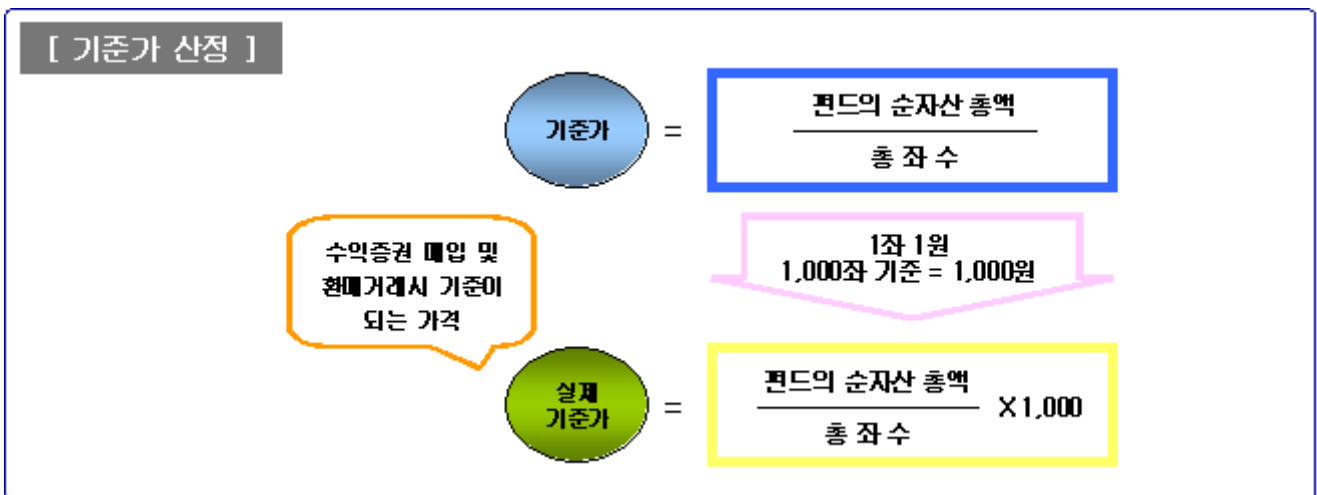 [ 기준가 산정 ]
기준가
=
펀드의 순자산 총액
총 좌 수
1좌 1원
1,000좌 기준 = 1,000원
수익증권 매입 및
환매거래시 기준이
되는 가격
실제
기준가
=
펀드의 순자산 총액
X 1,000
총 좌 수